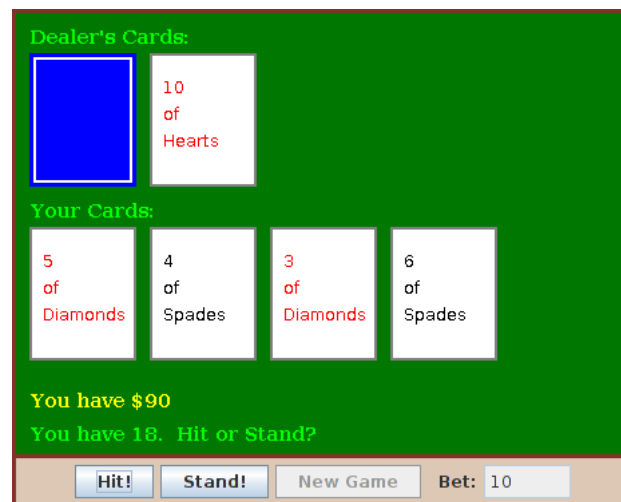 Dealer's Cards:
10
of
Hearts
Your Cards:
5
of
Diamonds
4
of
Spades
3
of
Diamonds
6
of
Spades
You have $90
You have 18.  Hit or Stand?
Hit! Stand! New Game Bet: 10